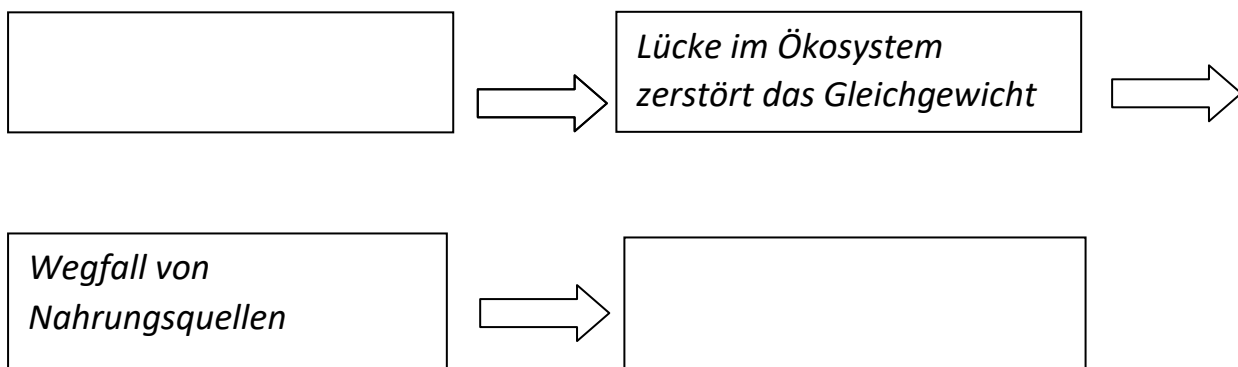 Lücke im Ökosystem
zerstört das Gleichgewicht
Wegfall von
Nahrungsquellen